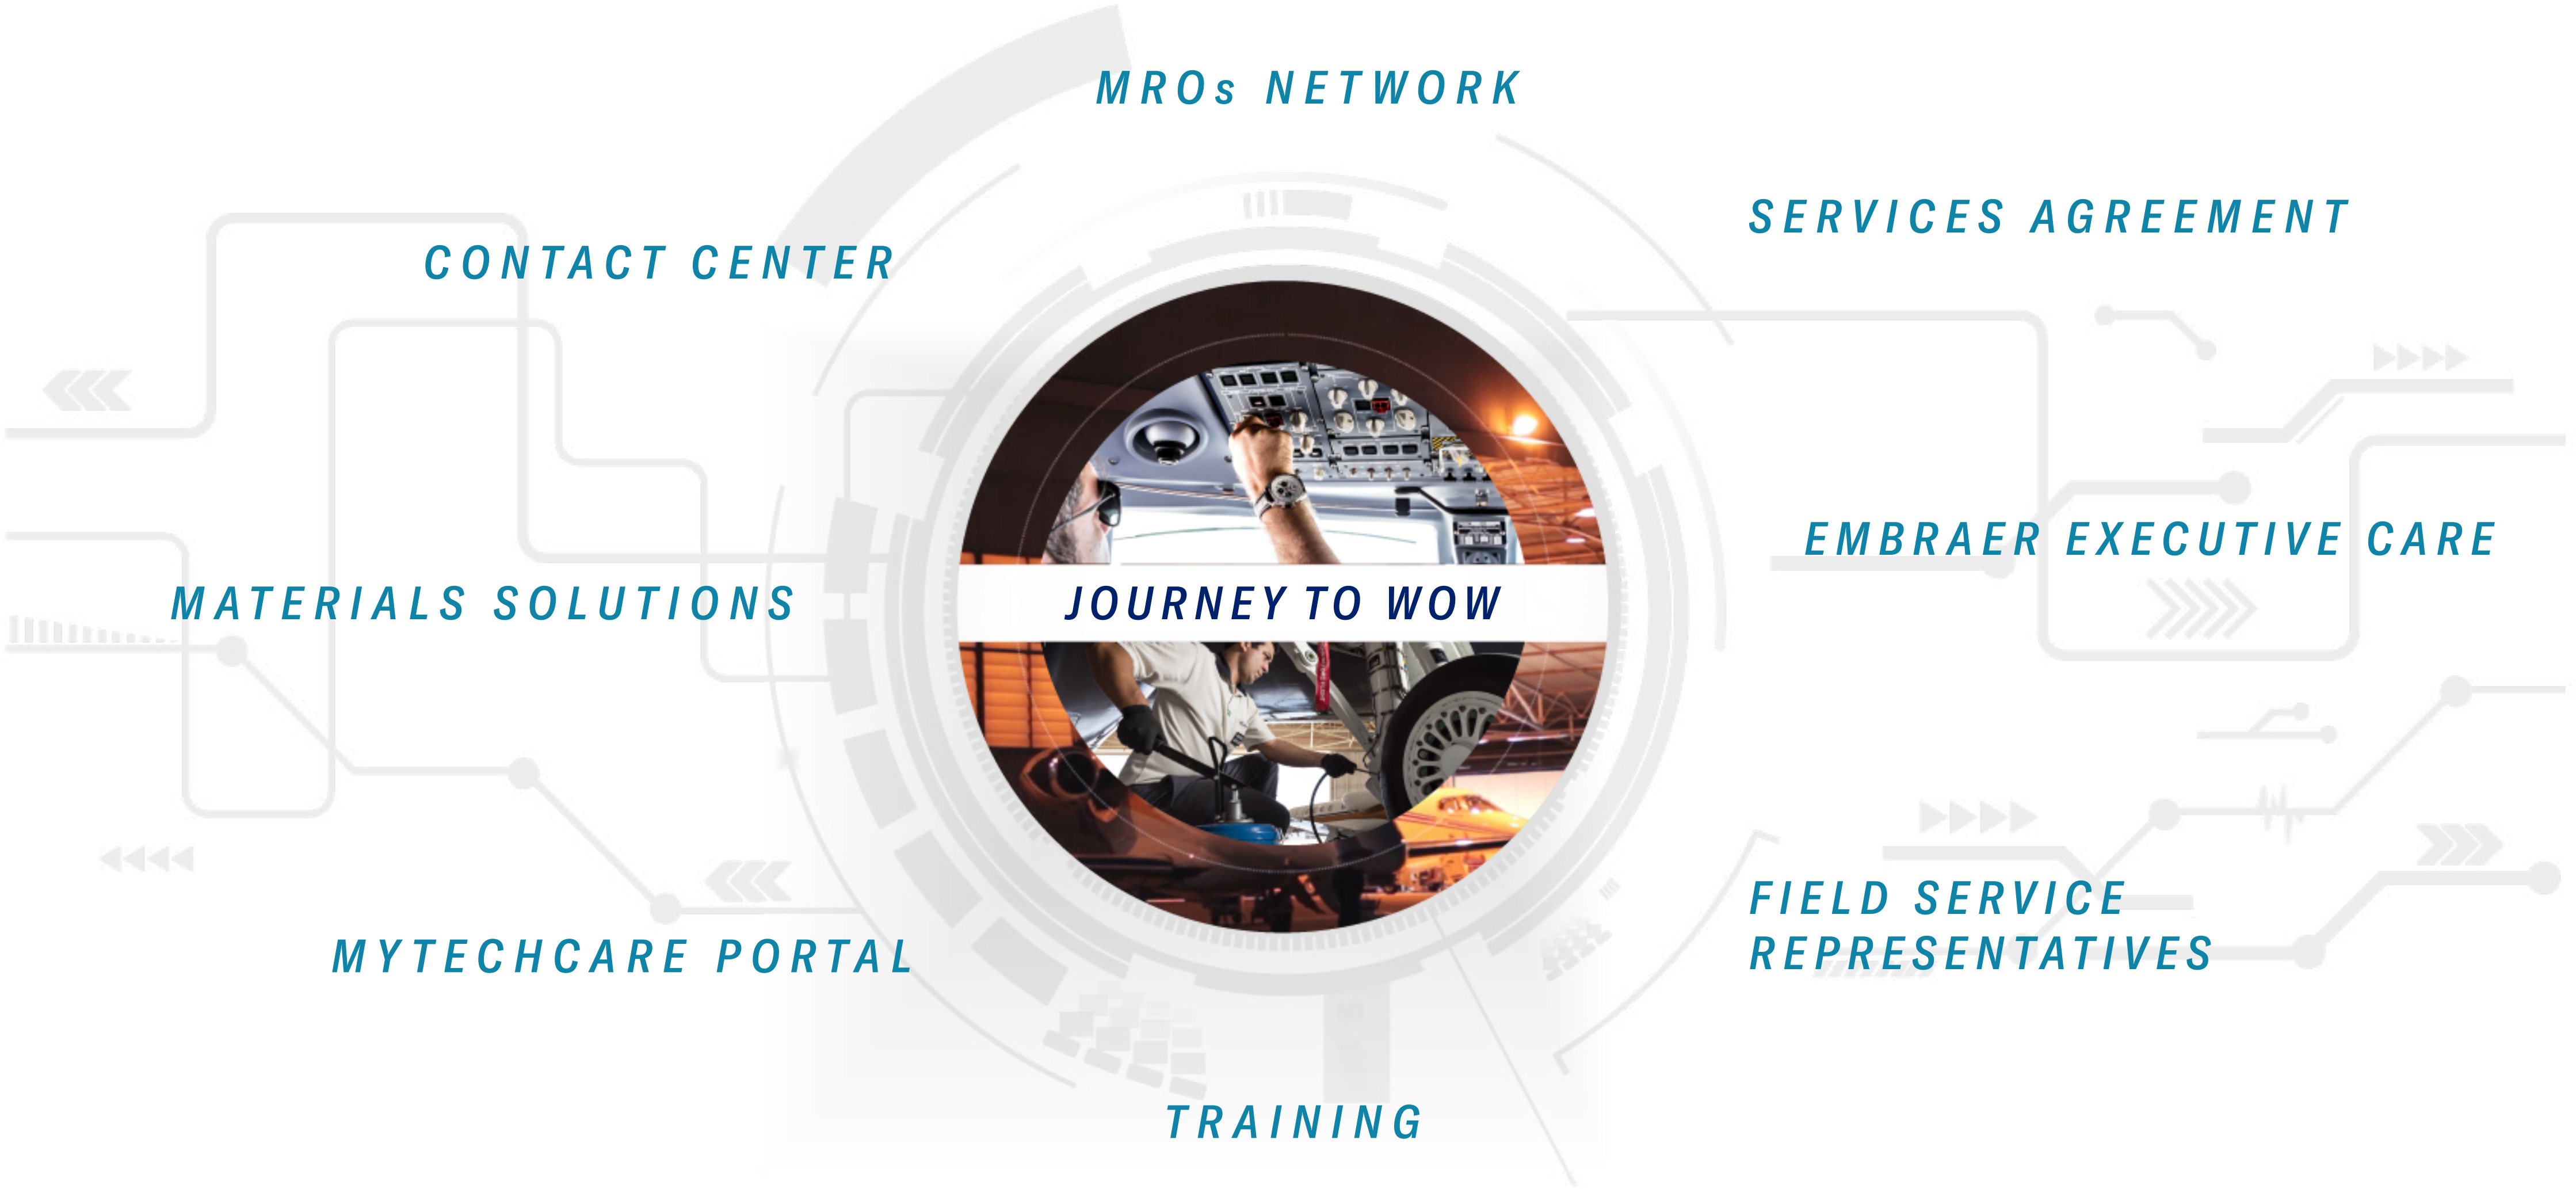 MROs NETWORK
SERVICES AGREEMENT
CONTACT CENTER
EMBRAER EXECUTIVE CARE
MATERIALS SOLUTIONS
JOURNEY TO WOW
FIELD SERVICE
REPRESENTATIVES
MYTECHCARE PORTAL
TRAINING